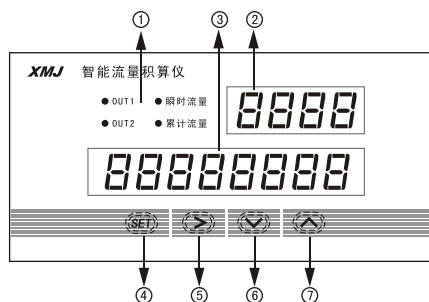 ① ③ ②
XMJ 智能流量积算仪
OUT1 瞬时流量
OUT2 累计流量
8888
88888888
SET > ∨ ∧
④ ⑤ ⑥ ⑦